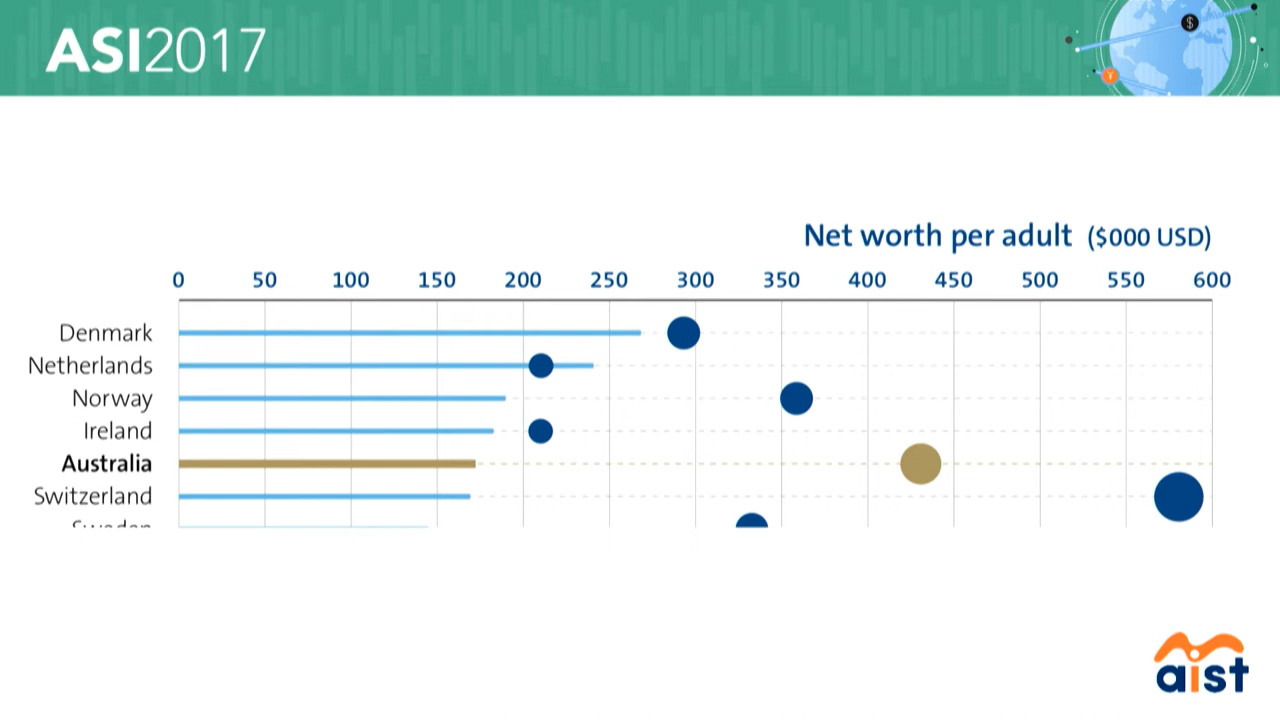 ASI2017
$
¥
Net worth per adult ($000 USD)
0 50 100 150 200 250 300 350 400 450 500 550 600
Denmark
Netherlands
Norway
Ireland
Australia
Switzerland
Sweden
aist